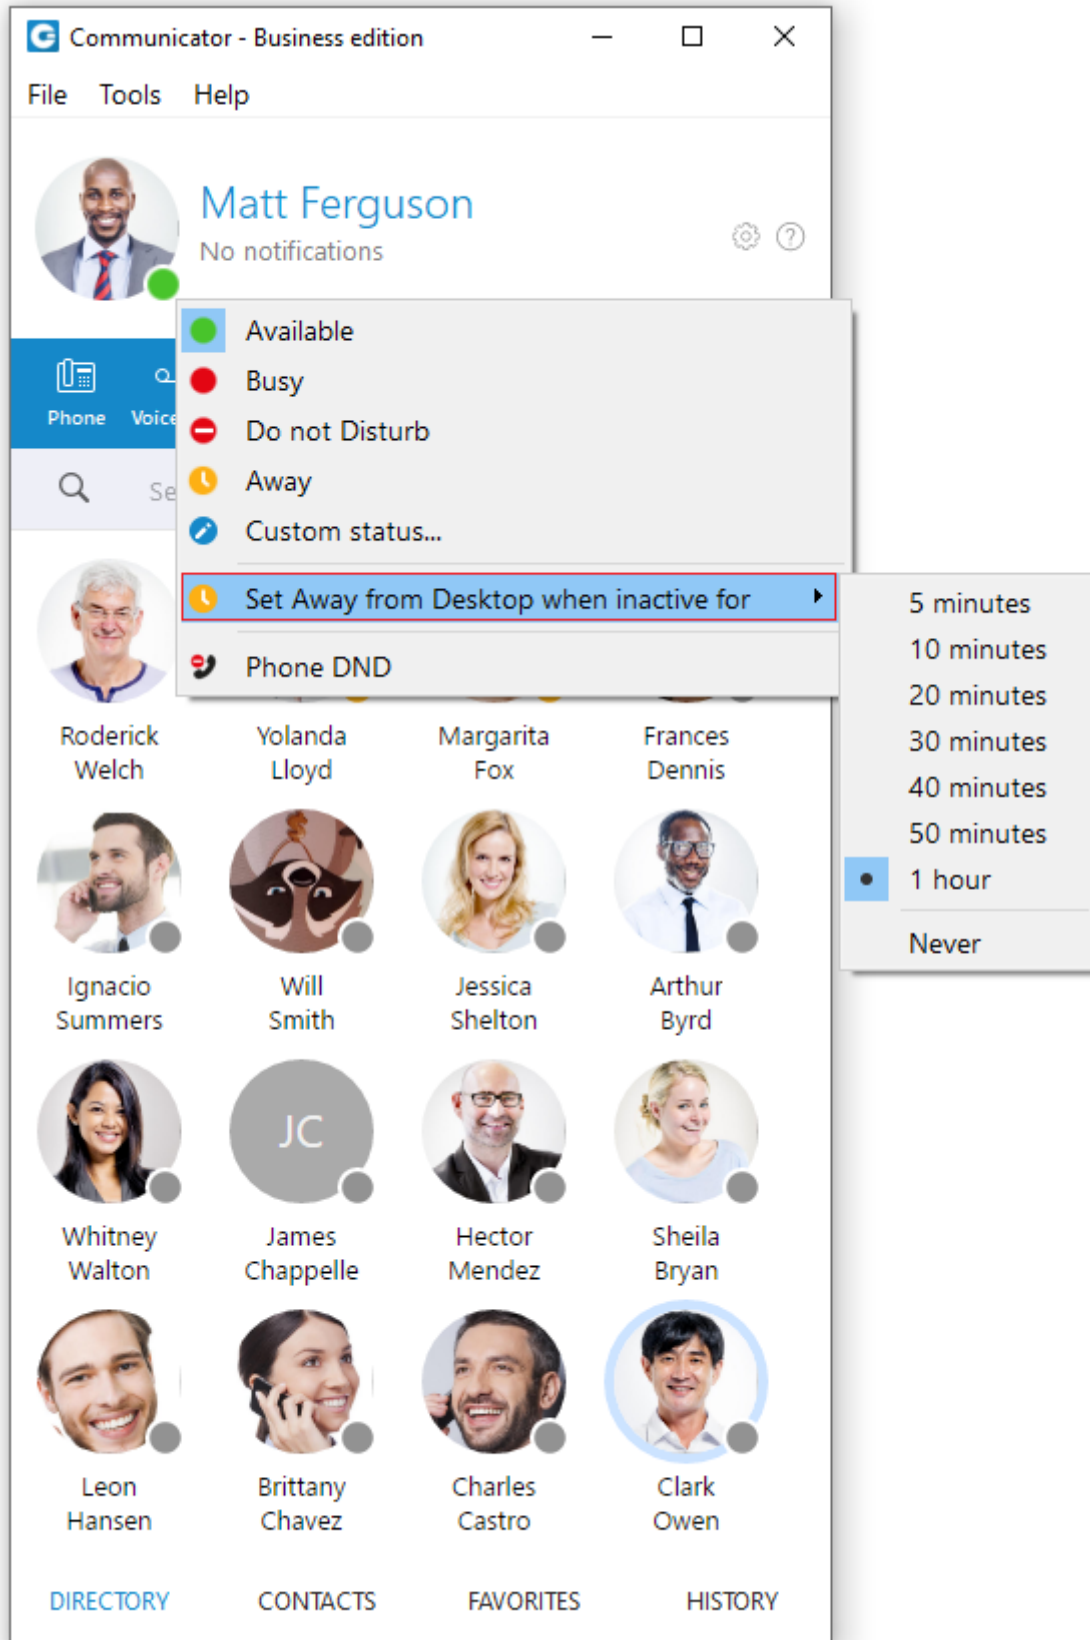 Communicator - Business edition
File Tools Help
Matt Ferguson
No notifications
Available
Busy
Do not Disturb
Away
Custom status...
Set Away from Desktop when inactive for
Phone DND
5 minutes
10 minutes
20 minutes
30 minutes
40 minutes
50 minutes
1 hour
Never
Phone Voice
Se
Roderick
Welch
Yolanda
Lloyd
Margarita
Fox
Frances
Dennis
Ignacio
Summers
Will
Smith
Jessica
Shelton
Arthur
Byrd
Whitney
Walton
JC
James
Chappelle
Hector
Mendez
Sheila
Bryan
Leon
Hansen
Brittany
Chavez
Charles
Castro
Clark
Owen
DIRECTORY CONTACTS FAVORITES HISTORY